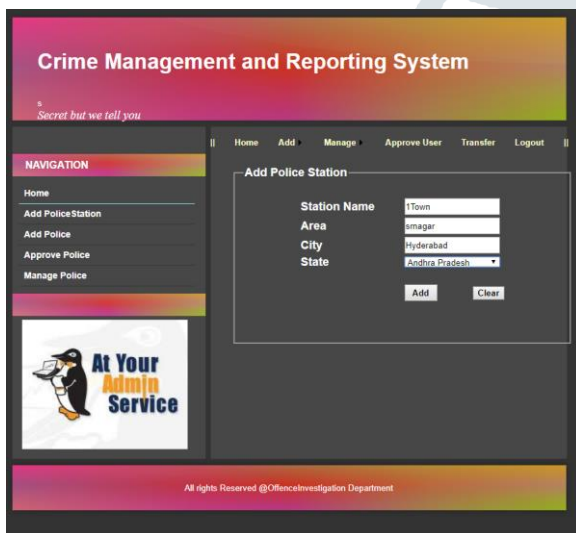 Crime Management and Reporting System
s
Secret but we tell you
|| Home Add Manage Approve User Transfer Logout ||
NAVIGATION
Home
Add PoliceStation
Add Police
Approve Police
Manage Police
At Your
Admin
Service
Add Police Station
Station Name 1Town
Area srnagar
City Hyderabad
State Andhra Pradesh
Add Clear
All rights Reserved @OffenceInvestigation Department